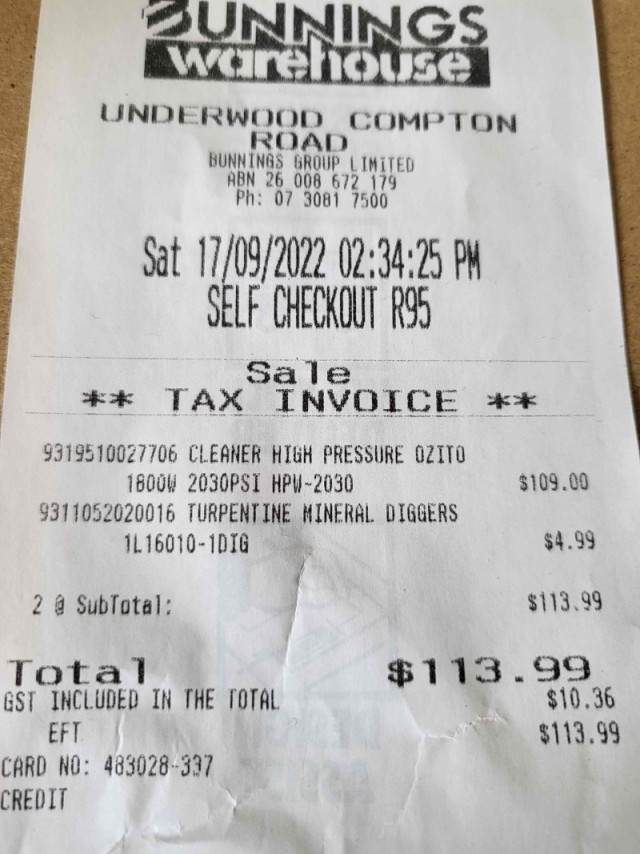 BUNNINGS
warehouse
UNDERWOOD COMPTON
ROAD
BUNNINGS GROUP LIMITED
ABN 26 008 672 179
Ph: 07 3081 7500
Sat 17/09/2022 02:34:25 PM
SELF CHECKOUT R95
Sale
** TAX INVOICE **
9319510027706 CLEANER HIGH PRESSURE OZITO
1800W 2030PSI HPW-2030 $109.00
9311052020016 TURPENTINE MINERAL DIGGERS
1L16010-1DIG $4.99
2 @ SubTotal: $113.99
Total $113.99
GST INCLUDED IN THE TOTAL $10.36
EFT $113.99
CARD NO: 483028-337
CREDIT